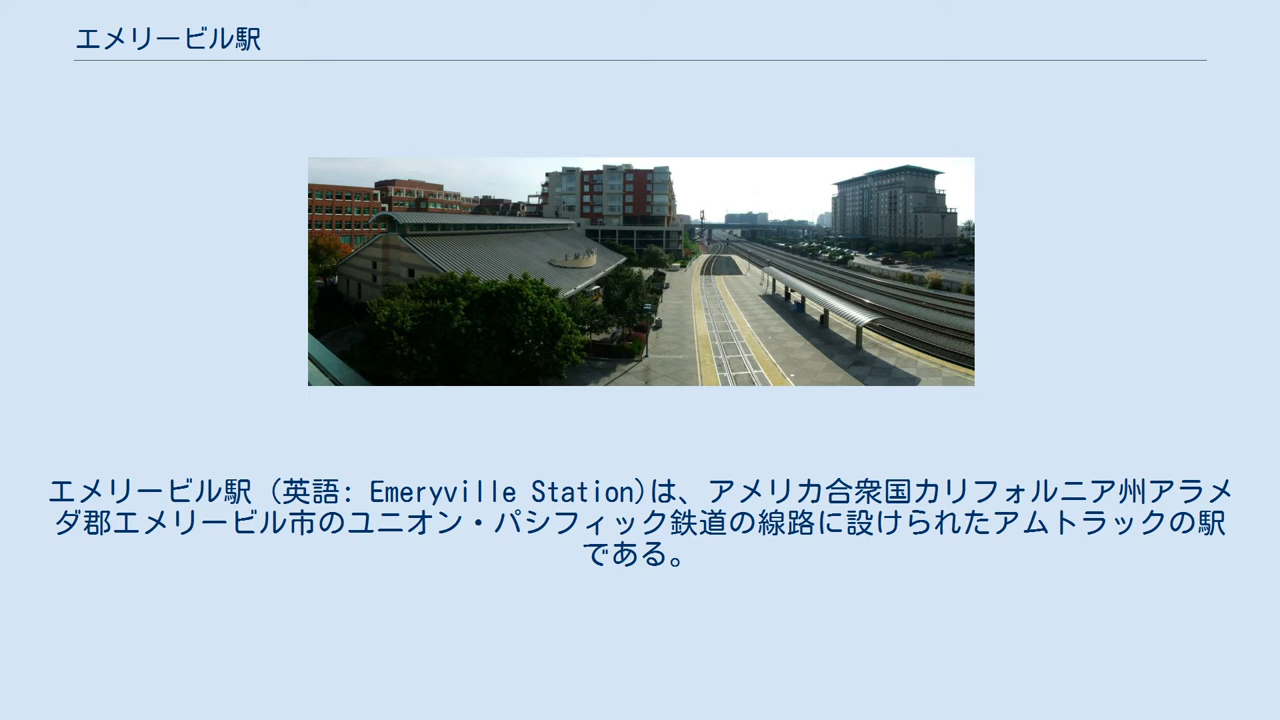 エメリービル駅
エメリービル駅 (英語: Emeryville Station)は、アメリカ合衆国カリフォルニア州アラメ
ダ郡エメリービル市のユニオン・パシフィック鉄道の線路に設けられたアムトラックの駅
である。